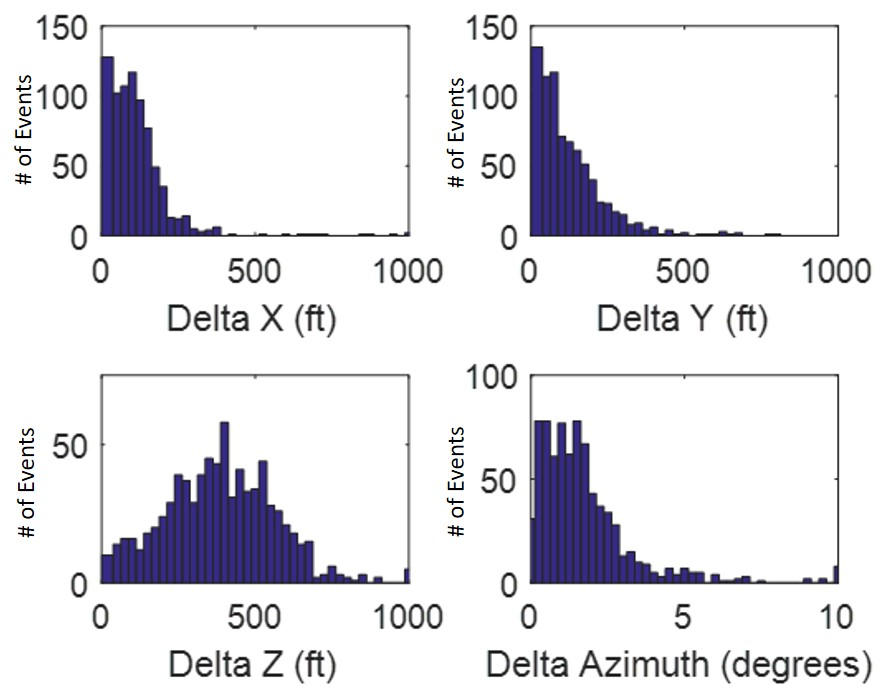 150
100
50
0
# of Events
0 500 1000
Delta X (ft)
150
100
50
0
# of Events
0 500 1000
Delta Y (ft)
50
0
# of Events
0 500 1000
Delta Z (ft)
100
50
0
# of Events
0 5 10
Delta Azimuth (degrees)